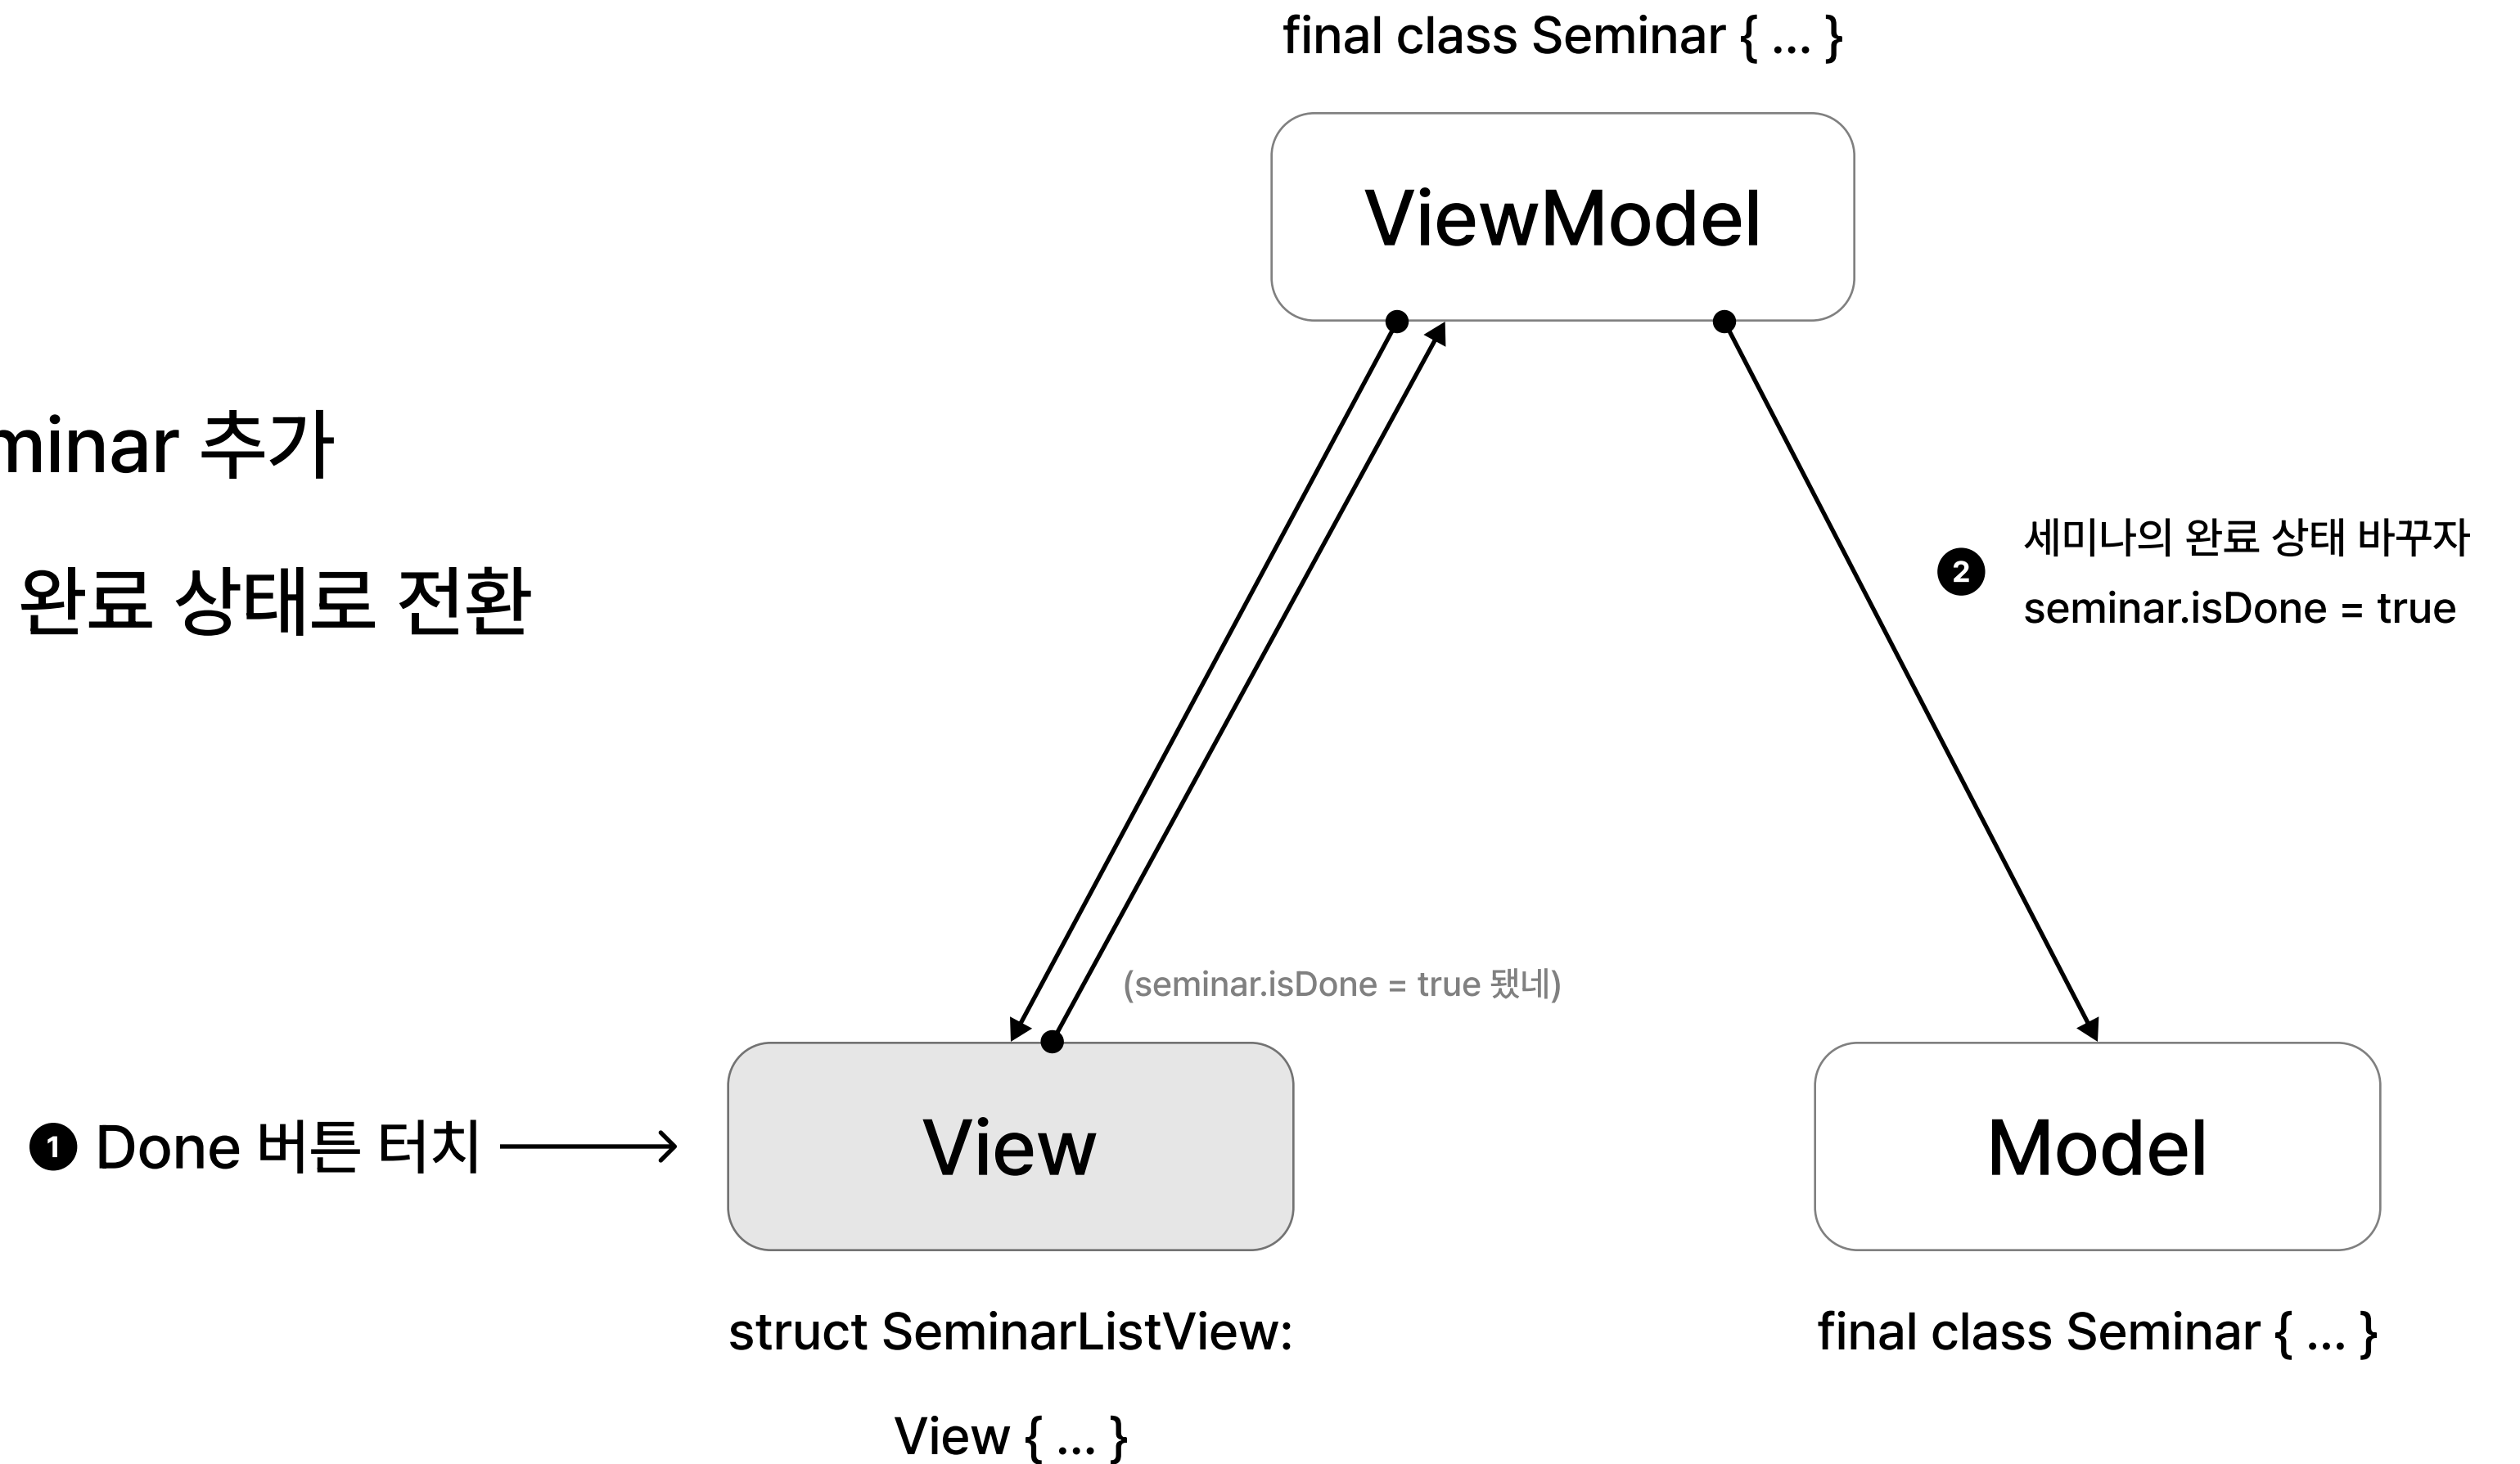 final class Seminar { ... }
ViewModel
minar 추가
완료 상태로 전환
2
세미나의 완료 상태 바꾸자
seminar.isDone = true
(seminar.isDone = true 됐네)
1 Done 버튼 터치
View
Model
struct SeminarListView:
View { ... }
final class Seminar { ... }